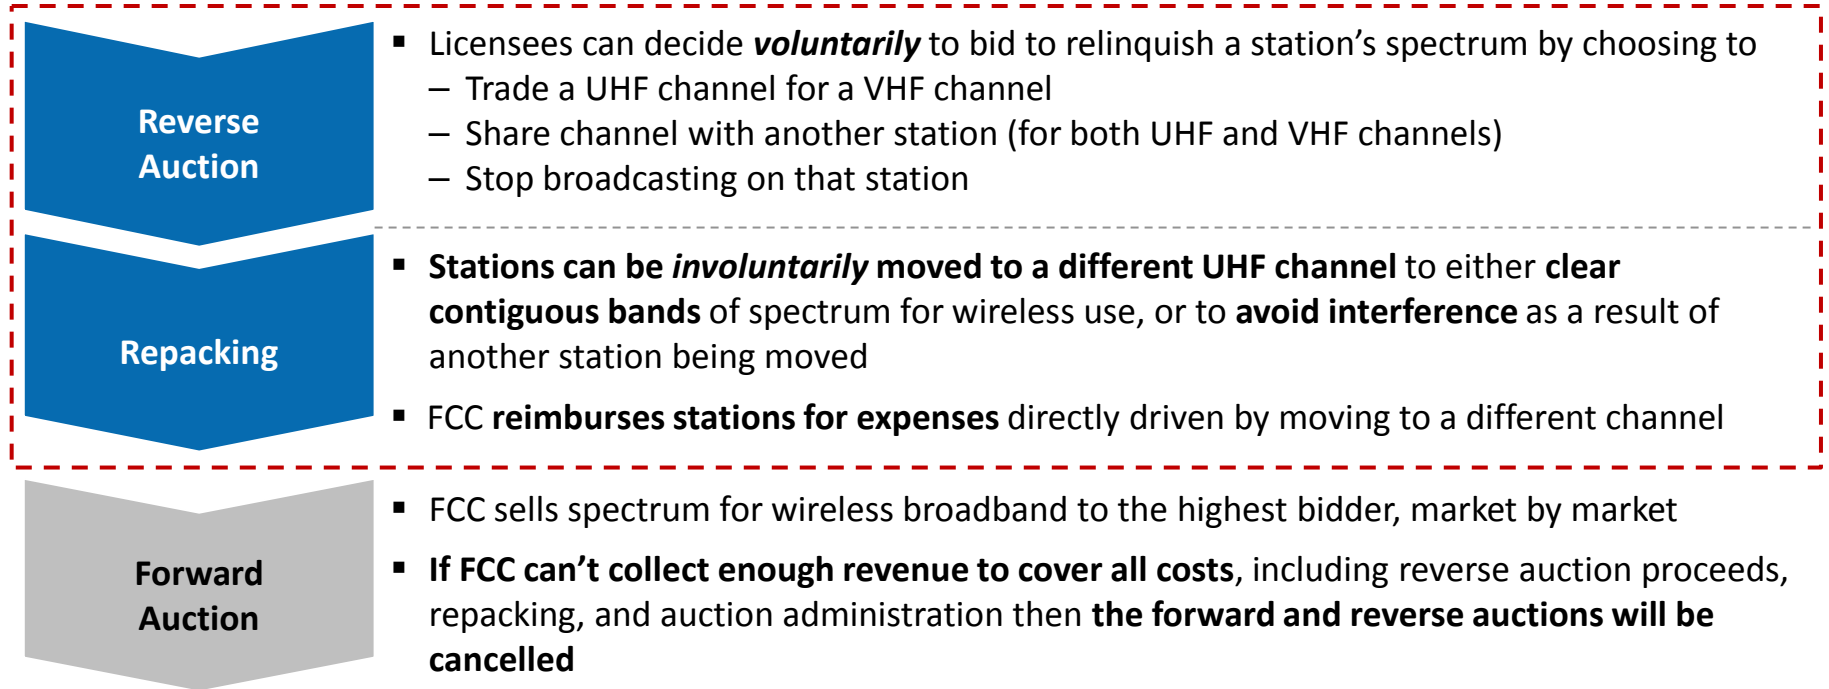 Reverse
Auction
▪ Licensees can decide voluntarily to bid to relinquish a station’s spectrum by choosing to
– Trade a UHF channel for a VHF channel
– Share channel with another station (for both UHF and VHF channels)
– Stop broadcasting on that station
Repacking
▪ Stations can be involuntarily moved to a different UHF channel to either clear
contiguous bands of spectrum for wireless use, or to avoid interference as a result of
another station being moved
▪ FCC reimburses stations for expenses directly driven by moving to a different channel
Forward
Auction
▪ FCC sells spectrum for wireless broadband to the highest bidder, market by market
▪ If FCC can’t collect enough revenue to cover all costs, including reverse auction proceeds,
repacking, and auction administration then the forward and reverse auctions will be
cancelled